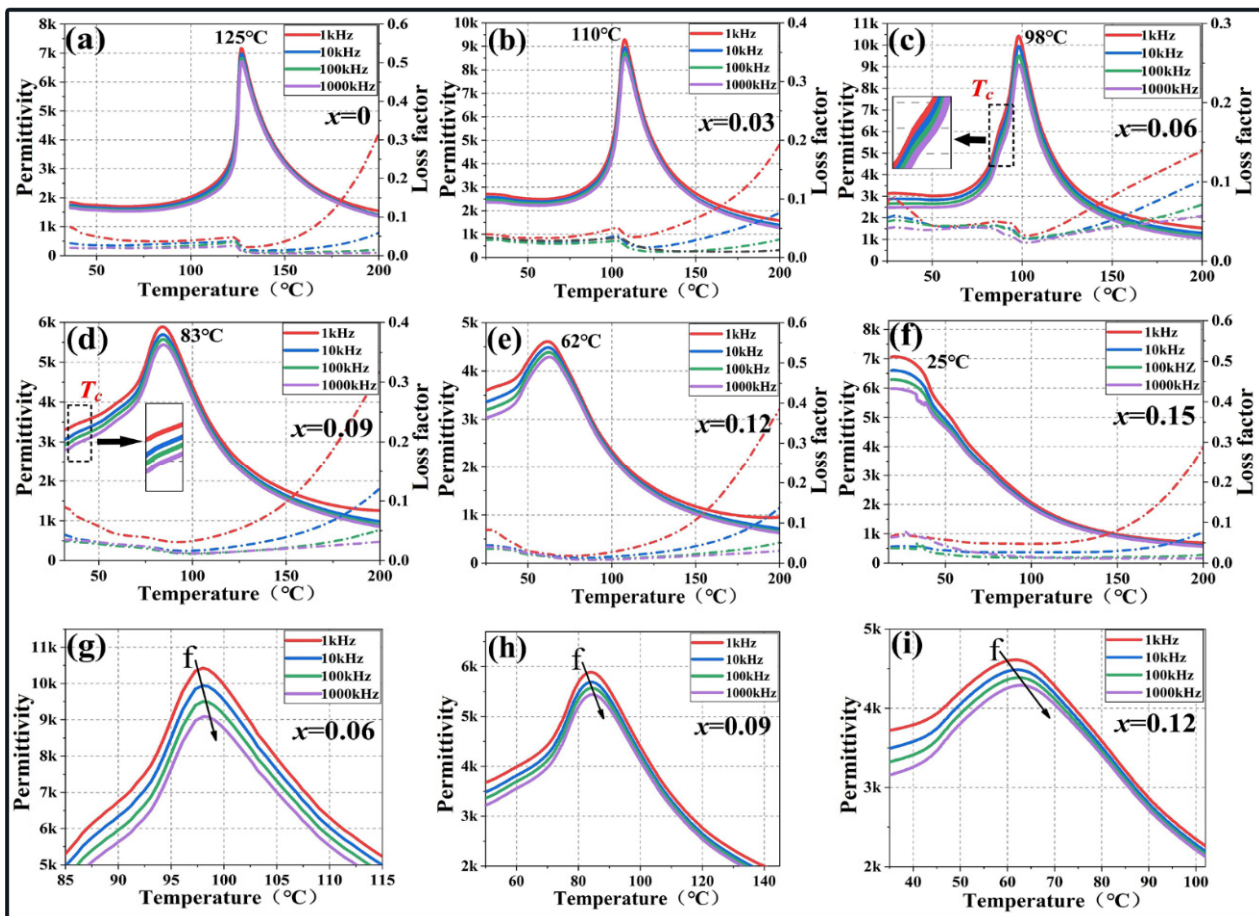 (a)
125℃
1kHz
10kHz
100kHz
1000kHz
x=0
8k
7k
6k
5k
4k
3k
2k
1k
0
0.6
0.5
0.4
0.3
0.2
0.1
0.0
50
100
150
200
Permittivity
Loss factor
Temperature（℃）
(b)
110℃
1kHz
10kHz
100kHz
1000kHz
x=0.03
10k
9k
8k
7k
6k
5k
4k
3k
2k
1k
0
0.4
0.3
0.2
0.1
0.0
50
100
150
200
Permittivity
Loss factor
Temperature（℃）
(c)
98℃
1kHz
10kHz
100kHz
1000kHz
Tc
x=0.06
11k
10k
9k
8k
7k
6k
5k
4k
3k
2k
1k
0
0.3
0.2
0.1
0.0
50
100
150
200
Permittivity
Loss factor
Temperature（℃）
(d)
83℃
1kHz
10kHz
100kHz
1000kHz
Tc
x=0.09
6k
5k
4k
3k
2k
1k
0
0.4
0.3
0.2
0.1
0.0
50
100
150
200
Permittivity
Loss factor
Temperature（℃）
(e)
62℃
1kHz
10kHz
100kHz
1000kHz
x=0.12
5k
4k
3k
2k
1k
0
0.6
0.5
0.4
0.3
0.2
0.1
0.0
50
100
150
200
Permittivity
Loss factor
Temperature（℃）
(f)
25℃
1kHz
10kHz
100kHZ
1000kHz
x=0.15
8k
7k
6k
5k
4k
3k
2k
1k
0
0.6
0.5
0.4
0.3
0.2
0.1
0.0
50
100
150
200
Permittivity
Loss factor
Temperature（℃）
(g)
f
1kHz
10kHz
100kHz
1000kHz
x=0.06
11k
10k
9k
8k
7k
6k
5k
85
90
95
100
105
110
115
Permittivity
Temperature（℃）
(h)
f
1kHz
10kHz
100kHz
1000kHz
x=0.09
6k
5k
4k
3k
2k
60
80
100
120
140
Permittivity
Temperature（℃）
(i)
f
1kHz
10kHz
100kHz
1000kHz
x=0.12
5k
4k
3k
2k
40
50
60
70
80
90
100
Permittivity
Temperature（℃）